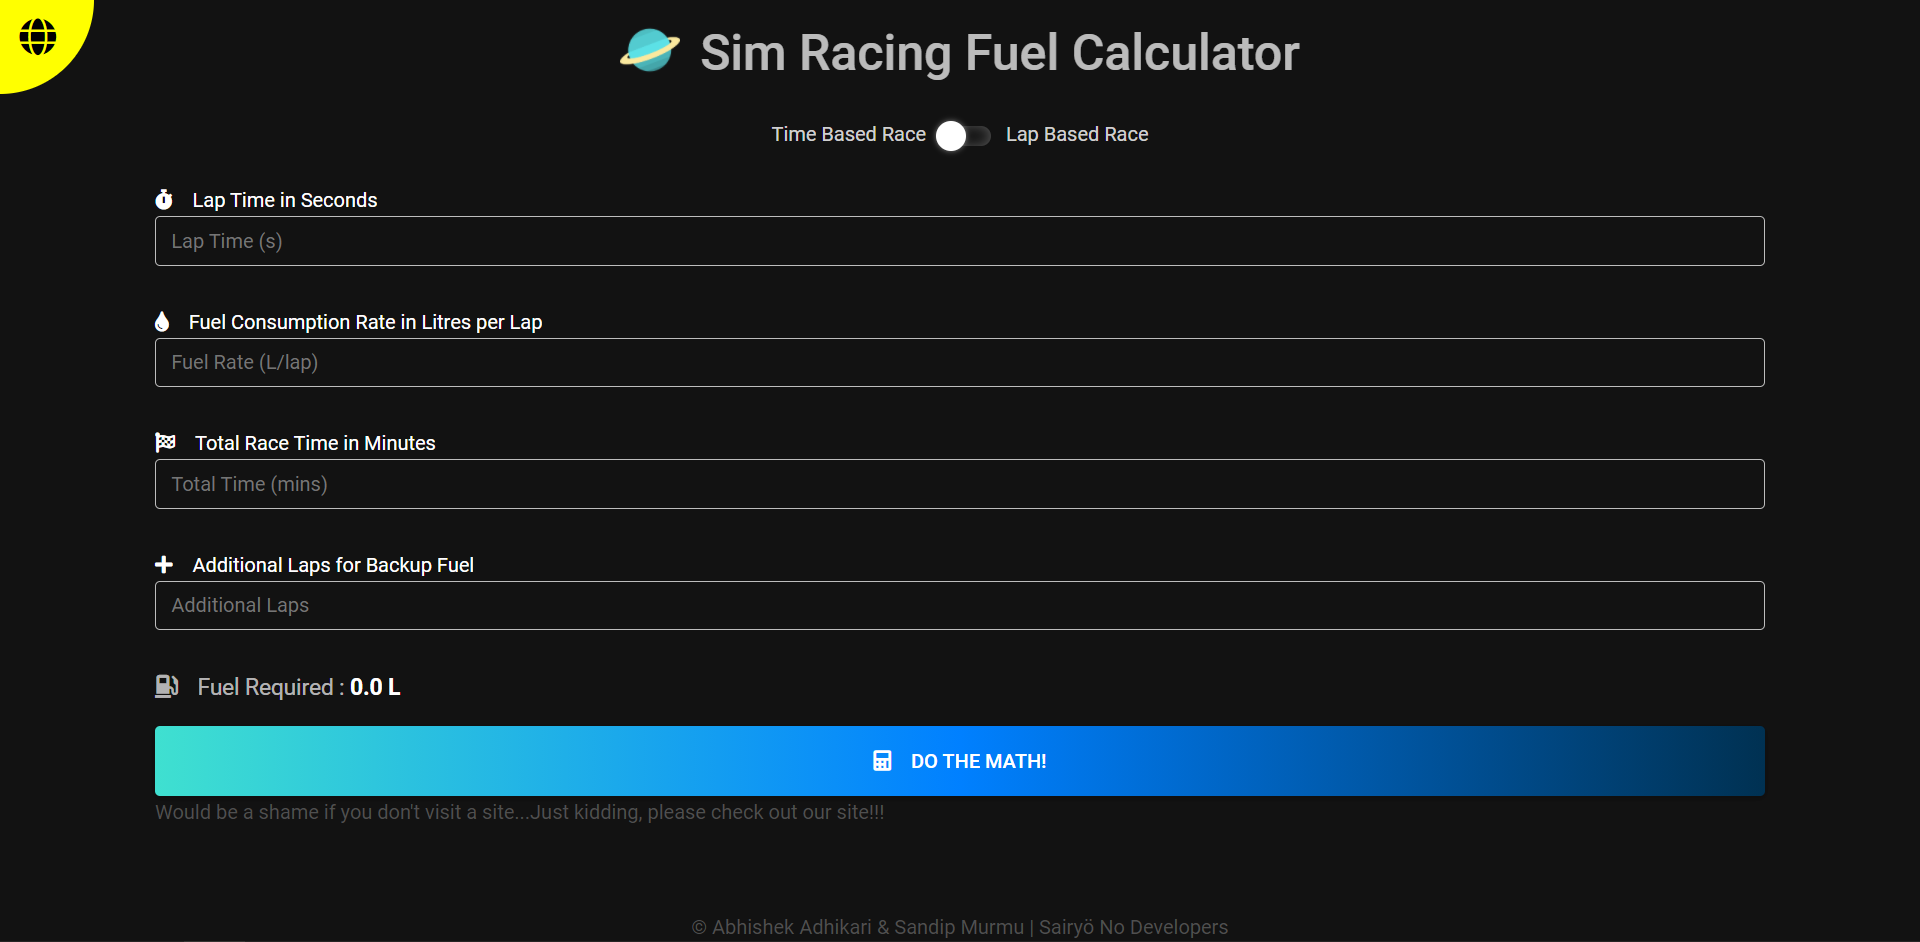 Sim Racing Fuel Calculator
Time Based Race Lap Based Race
Lap Time in Seconds
Lap Time (s)
Fuel Consumption Rate in Litres per Lap
Fuel Rate (L/lap)
Total Race Time in Minutes
Total Time (mins)
Additional Laps for Backup Fuel
Additional Laps
Fuel Required : 0.0 L
DO THE MATH!
Would be a shame if you don't visit a site...Just kidding, please check out our site!!!
© Abhishek Adhikari & Sandip Murmu | Sairyö No Developers